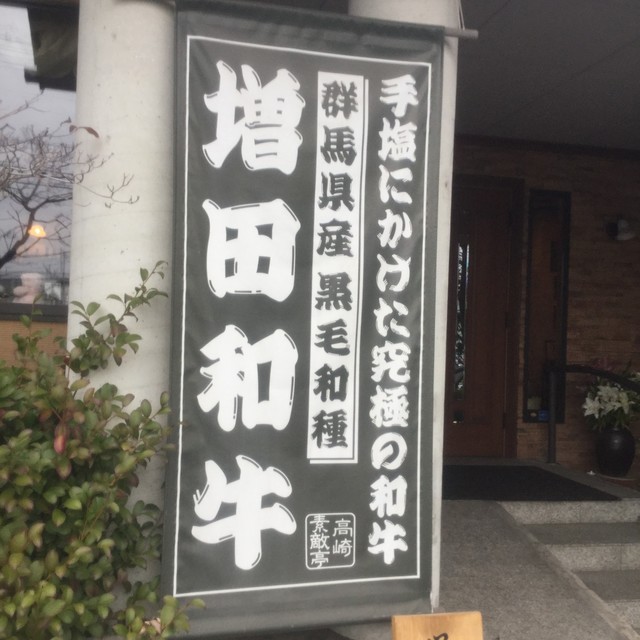 手塩にかけた究極の和牛
群馬県産黒毛和種
増田和牛
高崎
素敵亭